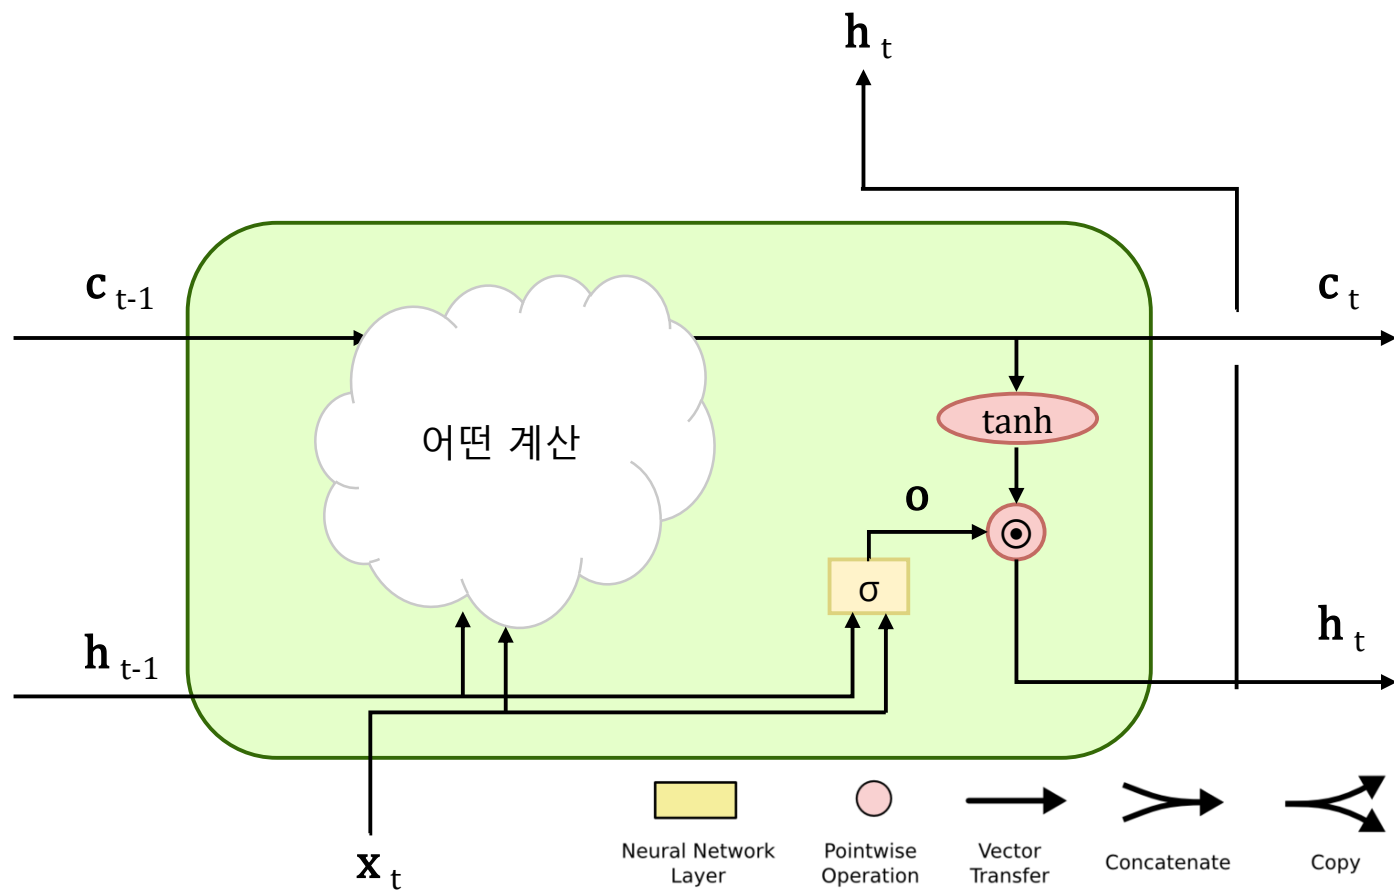 h t
c t-1
c t
tanh
어떤 계산
o
σ
h t-1
h t
x t
Neural Network
Layer
Pointwise
Operation
Vector
Transfer
Concatenate
Copy